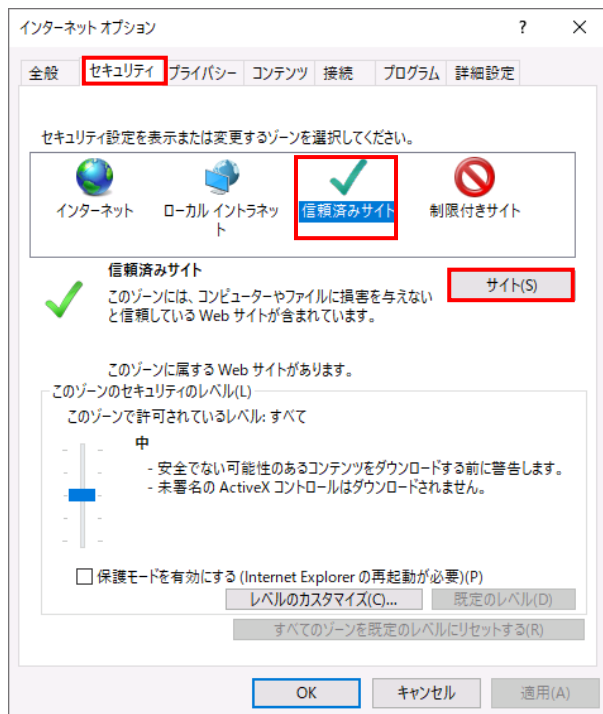 インターネット オプション ? ×
全般 セキュリティ プライバシー コンテンツ 接続 プログラム 詳細設定
セキュリティ設定を表示または変更するゾーンを選択してください。
インターネット ローカル イントラネッ 信頼済みサイト 制限付きサイト
ト
信頼済みサイト
サイト(S)
このゾーンには、コンピューターやファイルに損害を与えない
と信頼している Web サイトが含まれています。
このゾーンに属する Web サイトがあります。
このゾーンのセキュリティのレベル(L)
このゾーンで許可されているレベル: すべて
中
- 安全でない可能性のあるコンテンツをダウンロードする前に警告します。
- 未署名の ActiveX コントロールはダウンロードされません。
保護モードを有効にする (Internet Explorer の再起動が必要)(P)
レベルのカスタマイズ(C)... 既定のレベル(D)
すべてのゾーンを既定のレベルにリセットする(R)
OK キャンセル 適用(A)